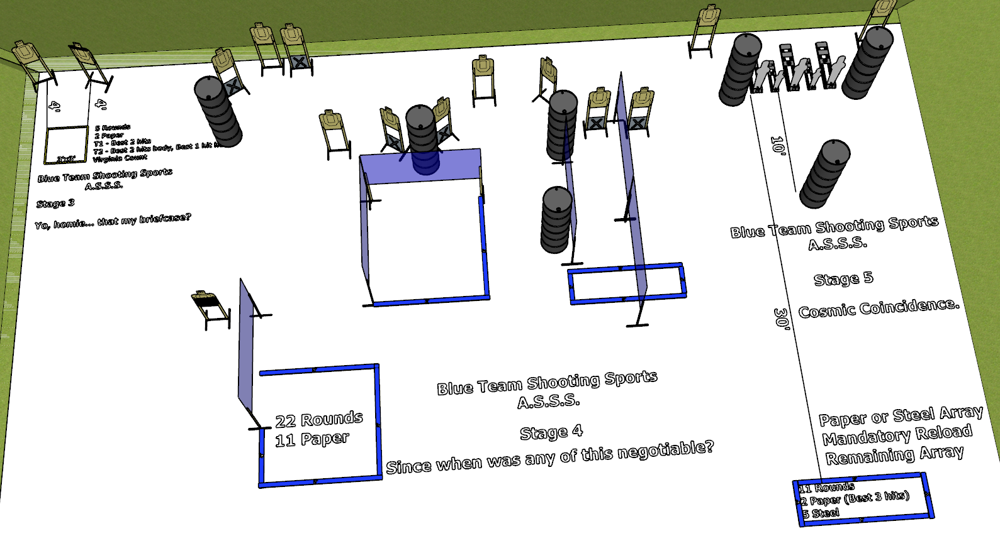 4'
4'
5 Rounds
2 Paper
T1 - Best 2 hits
T2 - Best 2 hits body, Best 1 hit
Virginia Count
3'x3'
Blue Team Shooting Sports
A.S.S.S.
Stage 3
Yo, homie... that my briefcase?
22 Rounds
11 Paper
Blue Team Shooting Sports
A.S.S.S.
Stage 4
Since when was any of this negotiable?
10'
30'
Blue Team Shooting Sports
A.S.S.S.
Stage 5
Cosmic Coincidence.
Paper or Steel Array
Mandatory Reload
Remaining Array
11 Rounds
2 Paper (Best 3 hits)
5 Steel